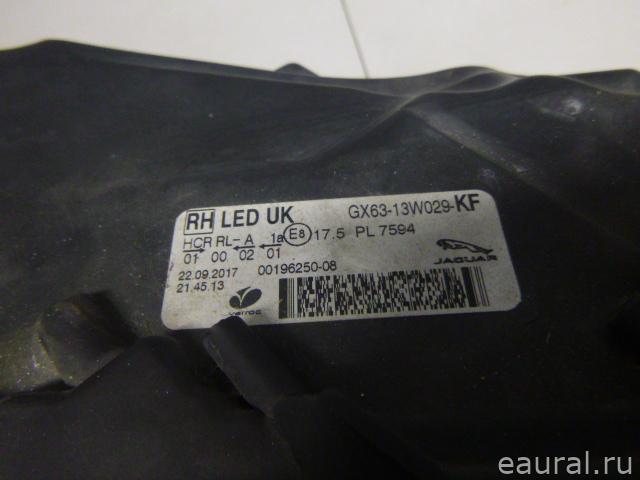 RH LED UK GX63-13W029-KF
HCR RL-A 1a E8 17.5 PL 7594
01 00 02 01
22.09.2017 00196250-08
21.45.13
JAGUAR
varroc
eaural.ru